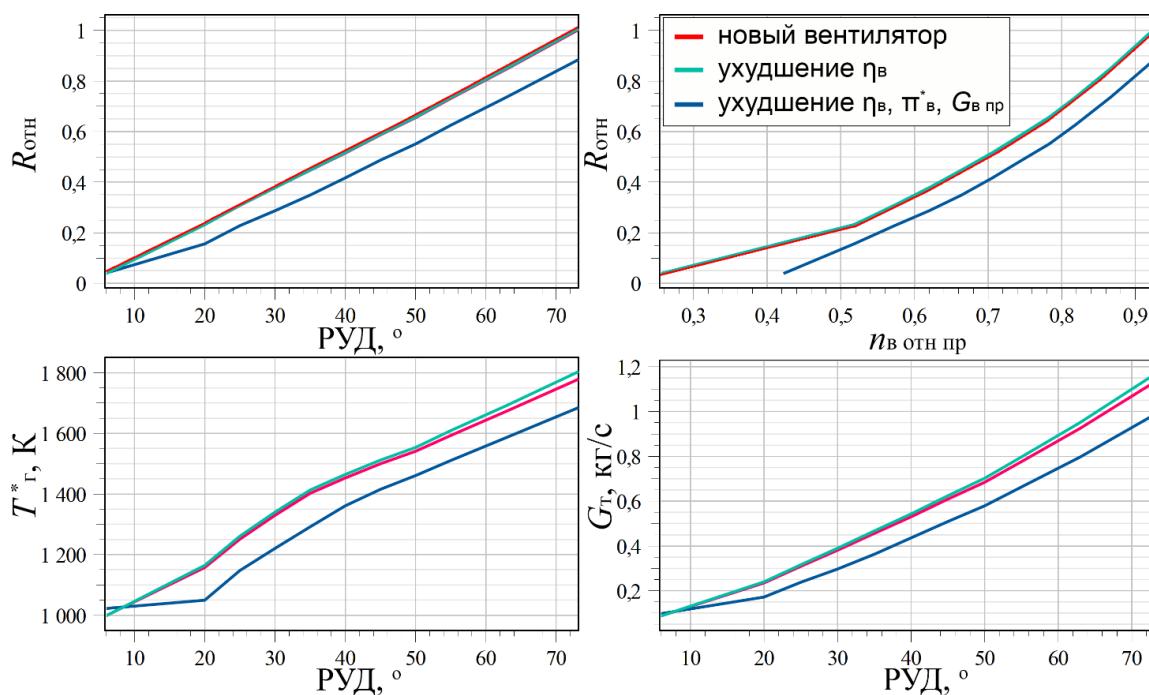 1
0,8
0,6
0,4
0,2
0
Rотн
10 20 30 40 50 60 70
РУД, °
1
0,8
0,6
0,4
0,2
0
Rотн
новый вентилятор
ухудшение ηв
ухудшение ηв, π*в, Gв пр
0,3 0,4 0,5 0,6 0,7 0,8 0,9
nв отн пр
1 800
1 600
1 400
1 200
1 000
T*г, К
10 20 30 40 50 60 70
РУД, °
1,2
1
0,8
0,6
0,4
0,2
Gт, кг/с
10 20 30 40 50 60 70
РУД, °